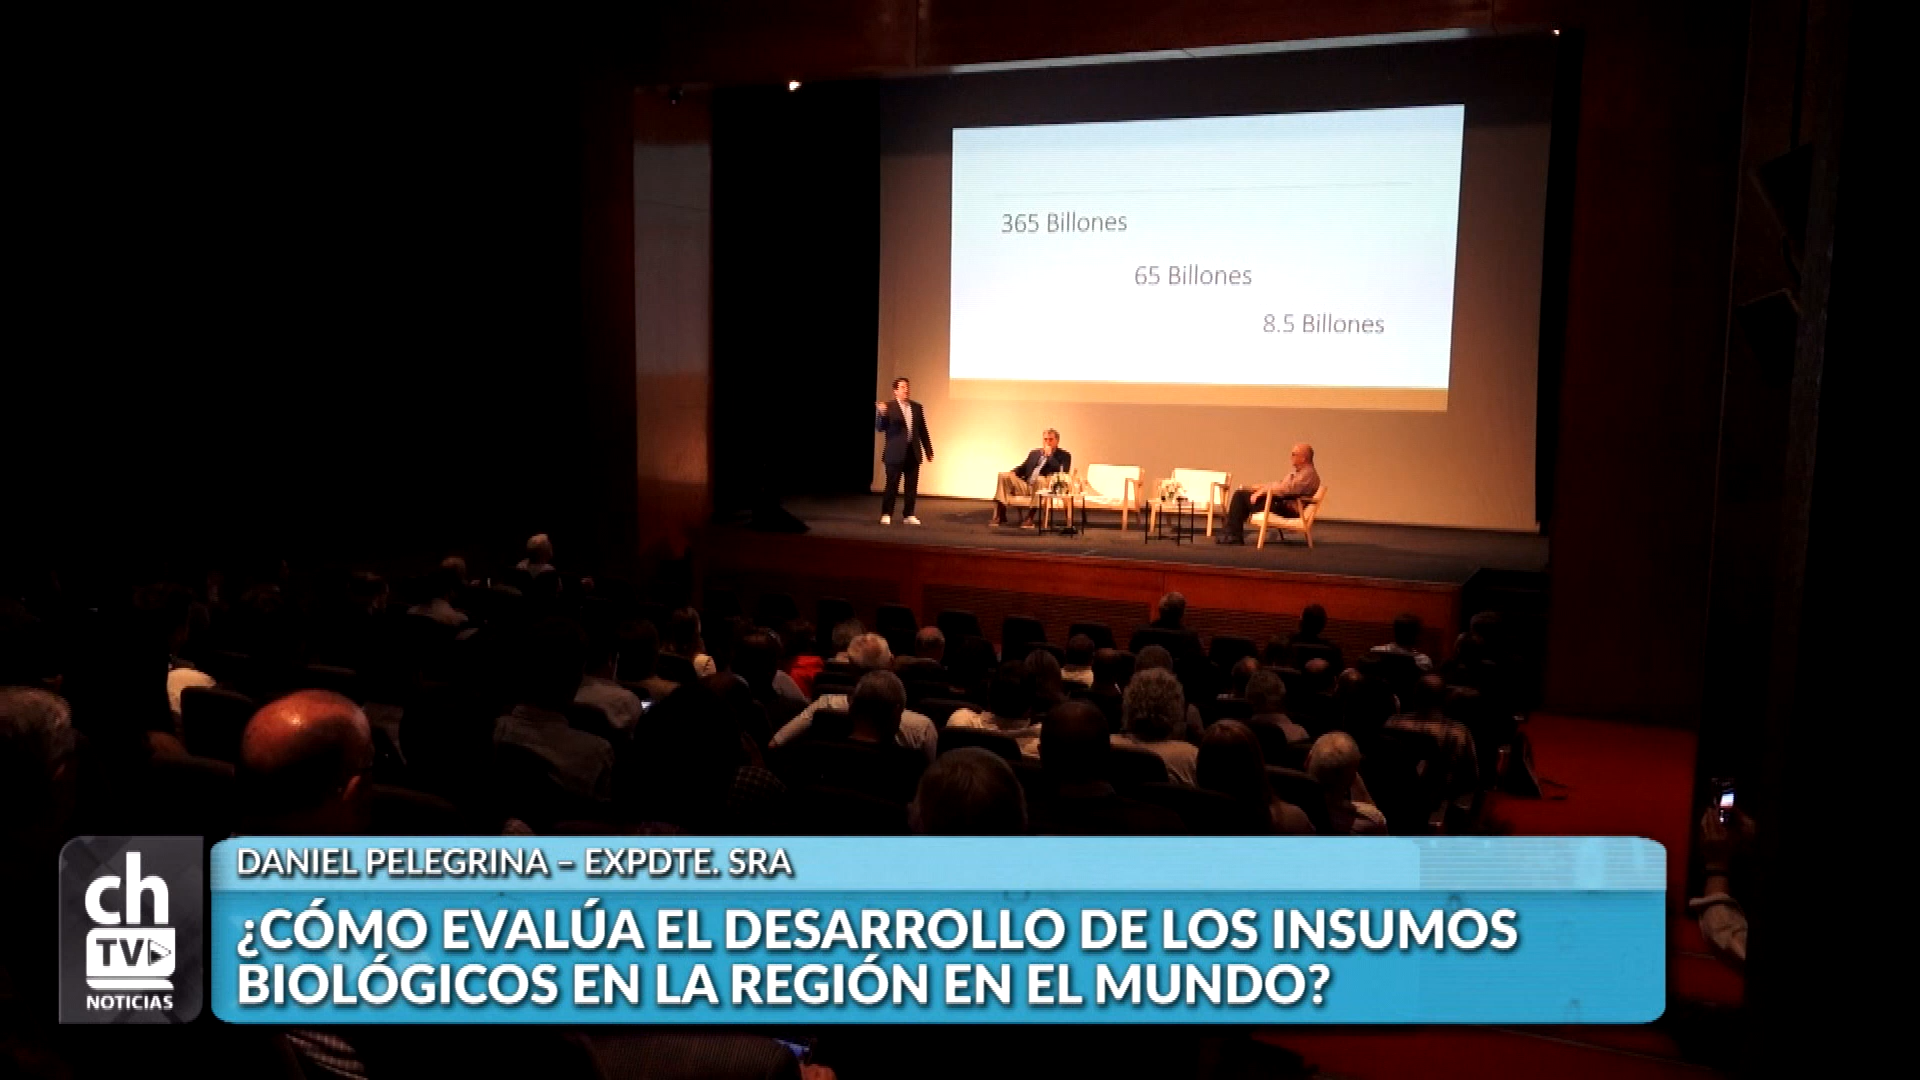 365 Billones
65 Billones
8.5 Billones
DANIEL PELEGRINA – EXPDTE. SRA
¿CÓMO EVALÚA EL DESARROLLO DE LOS INSUMOS
BIOLÓGICOS EN LA REGIÓN EN EL MUNDO?
ch
TV
NOTICIAS